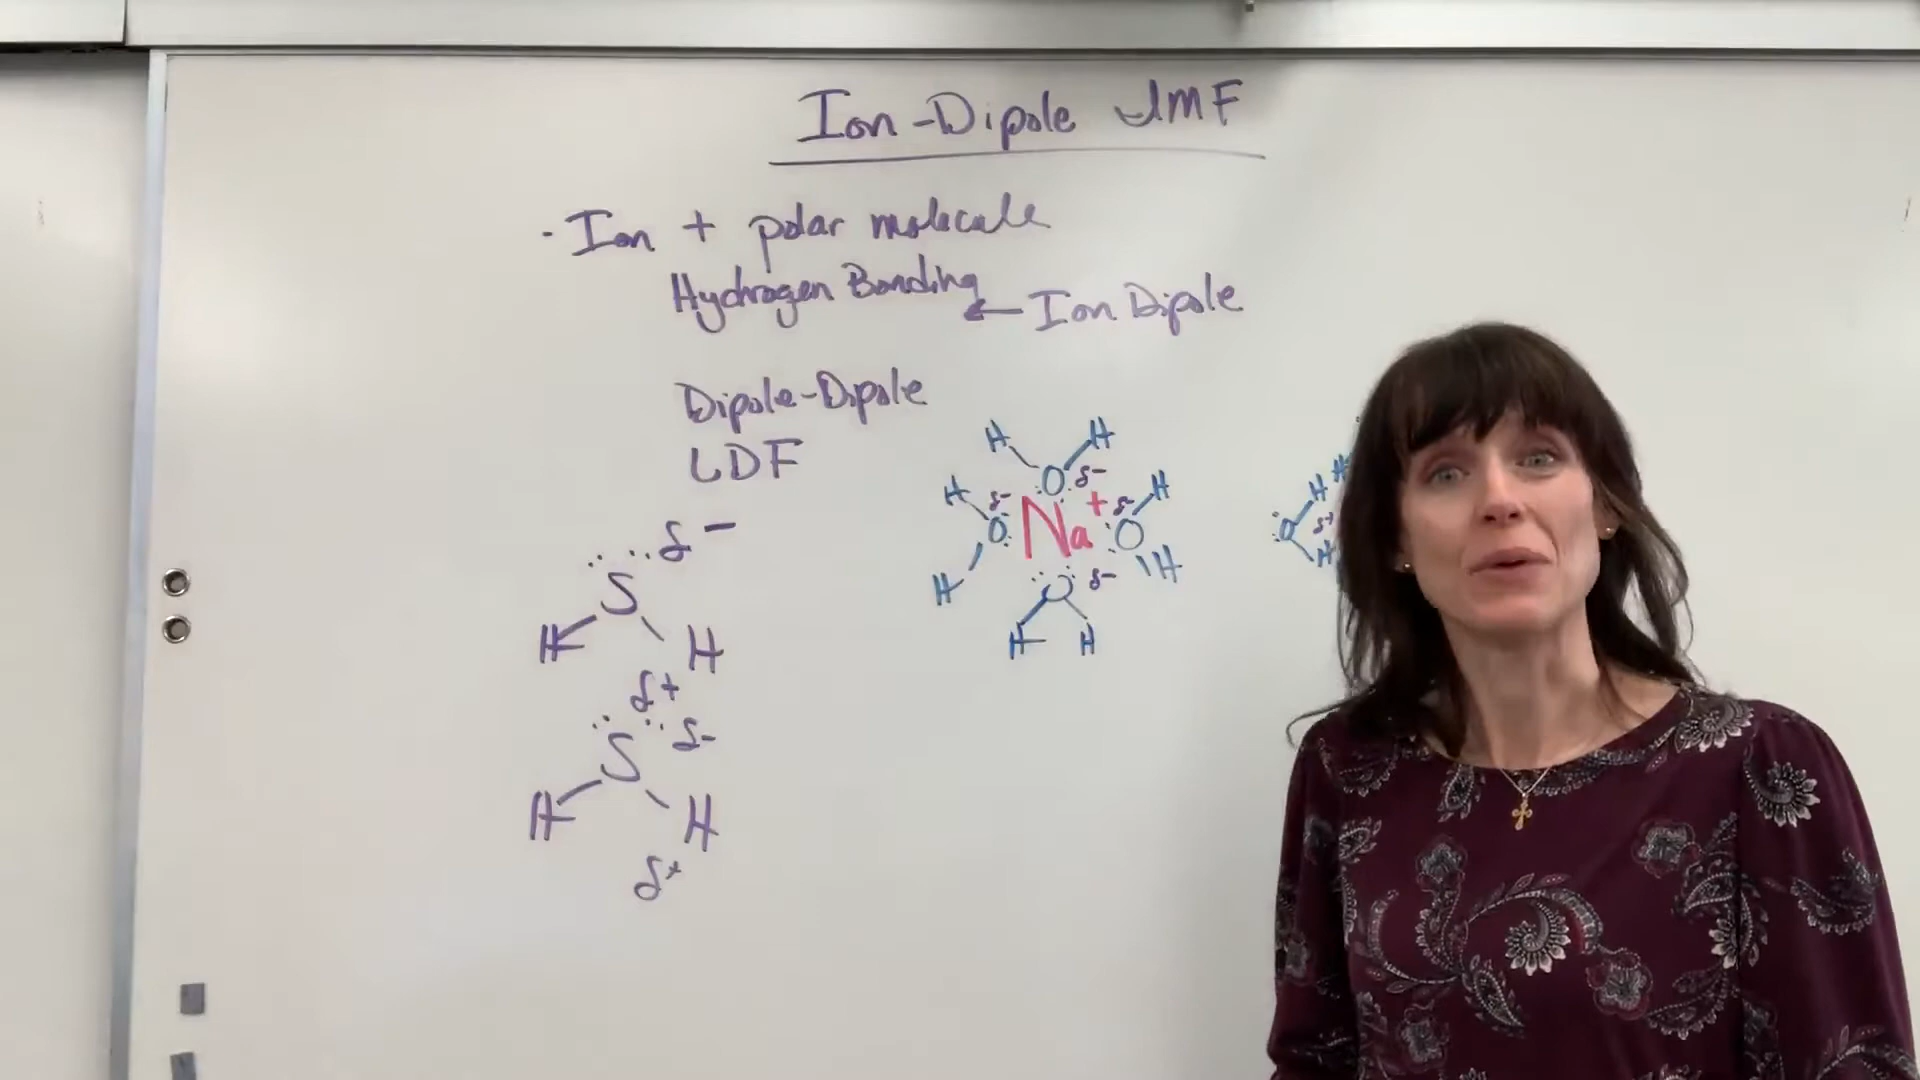 Ion-Dipole IMF
· Ion + polar molecule
Hydrogen Bonding ← Ion Dipole
Dipole-Dipole
LDF
H H
O δ-
H δ- δ- H
O Na+ O
H δ- H
O
H H
H H
O δ+
H
δ-
S
H H
δ+
δ-
S
H H
δ+